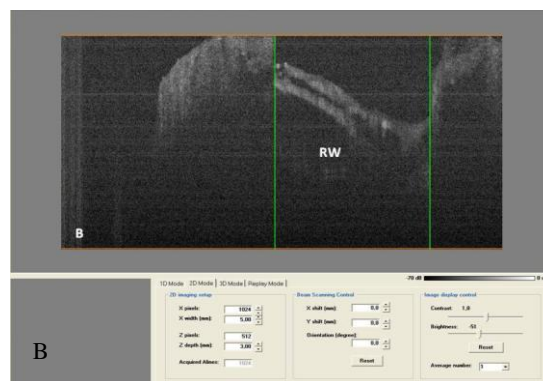 RW
B
-70 dB
1D Mode 2D Mode 3D Mode Replay Mode
2D imaging setup
X pixels: 1024
X width (mm): 5,00
Z pixels: 512
Z depth (mm): 3,00
Acquired Alines: 1024
Beam Scanning Control
X shift (mm): 0,0
Y shift (mm): 0,0
Orientation (degree):
0,0
Reset
Image display control
Contrast: 1,0
Brightness: -51
Reset
Average number: 1
B